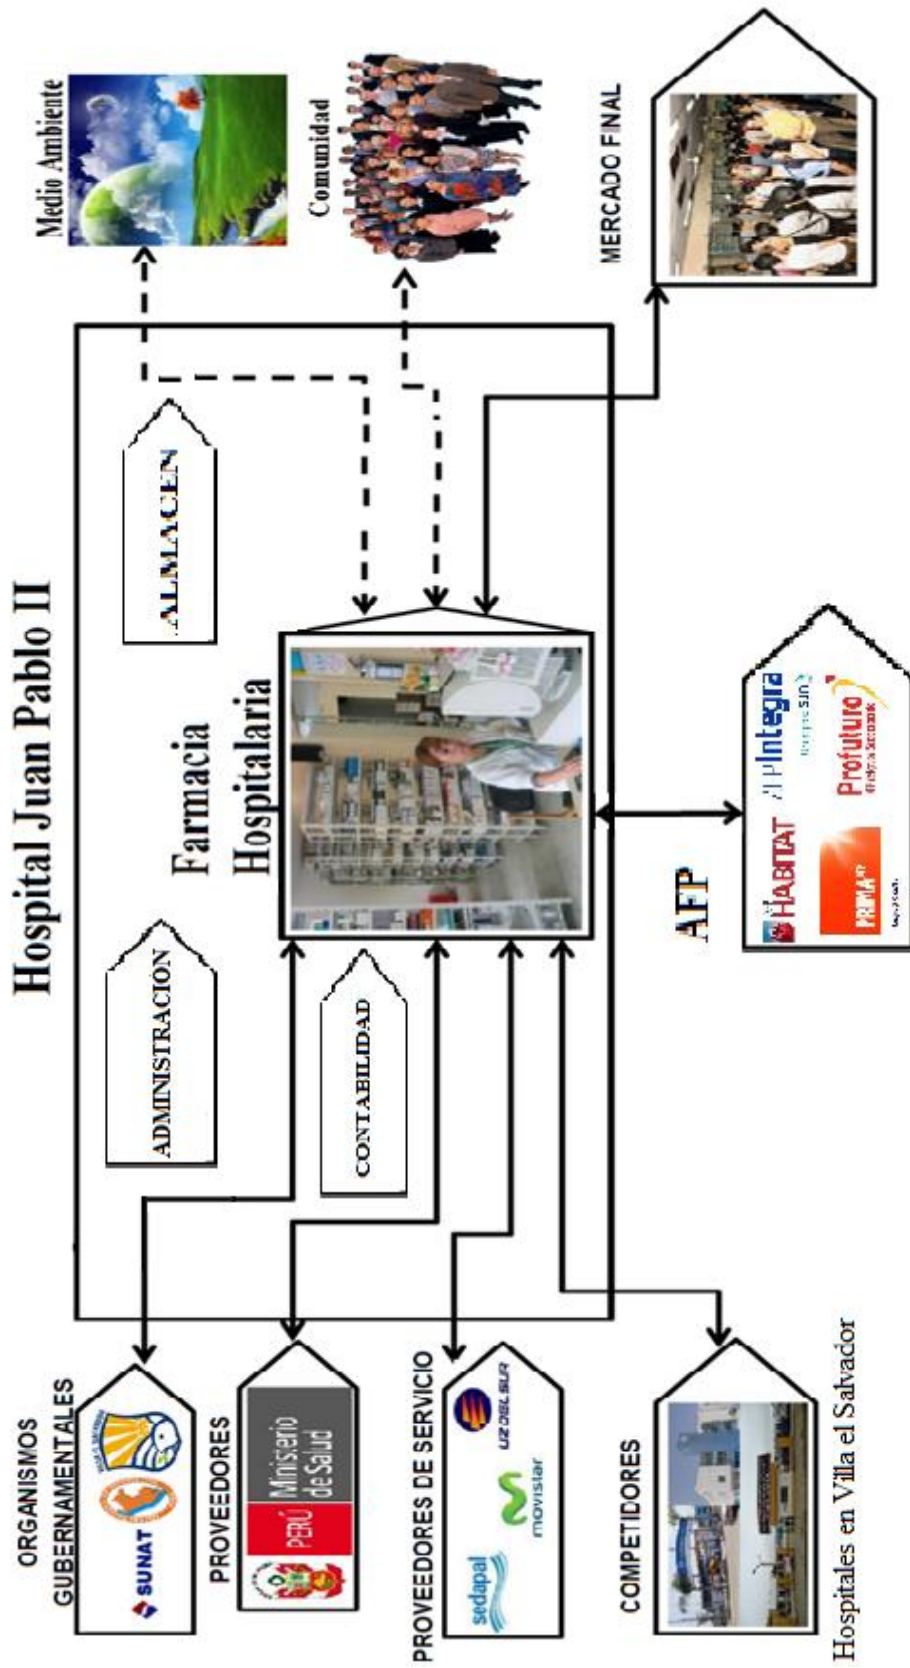 Hospital Juan Pablo II
ORGANISMOS
GUBERNAMENTALES
SUNAT
PROVEEDORES
PERÚ
Ministerio
de Salud
PROVEEDORES DE SERVICIO
sedapal
movistar
LUZ DEL SUR
COMPETIDORES
Hospitales en Villa el Salvador
ADMINISTRACION
CONTABILIDAD
Farmacia
Hospitalaria
ALMACEN
AFP
HABITAT
Integra
PRIMA
Profuturo
Medio Ambiente
Comunidad
MERCADO FINAL